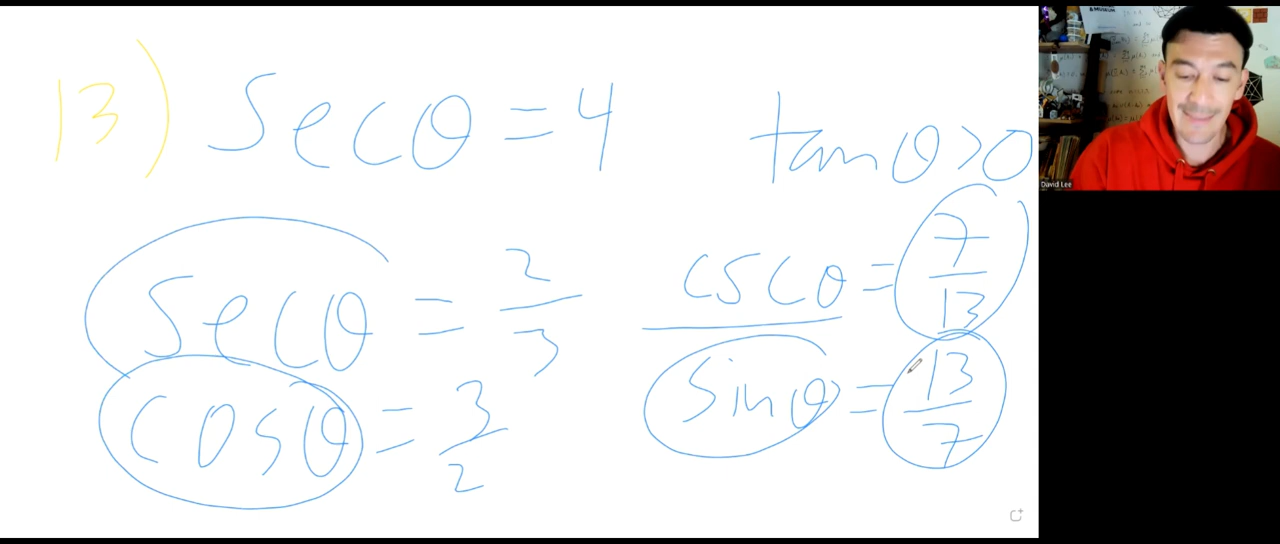 13) secθ = 4 tanθ > 0
secθ = 2/3 cscθ = 7/13
cosθ = 3/2 sinθ = 13/7
David Lee